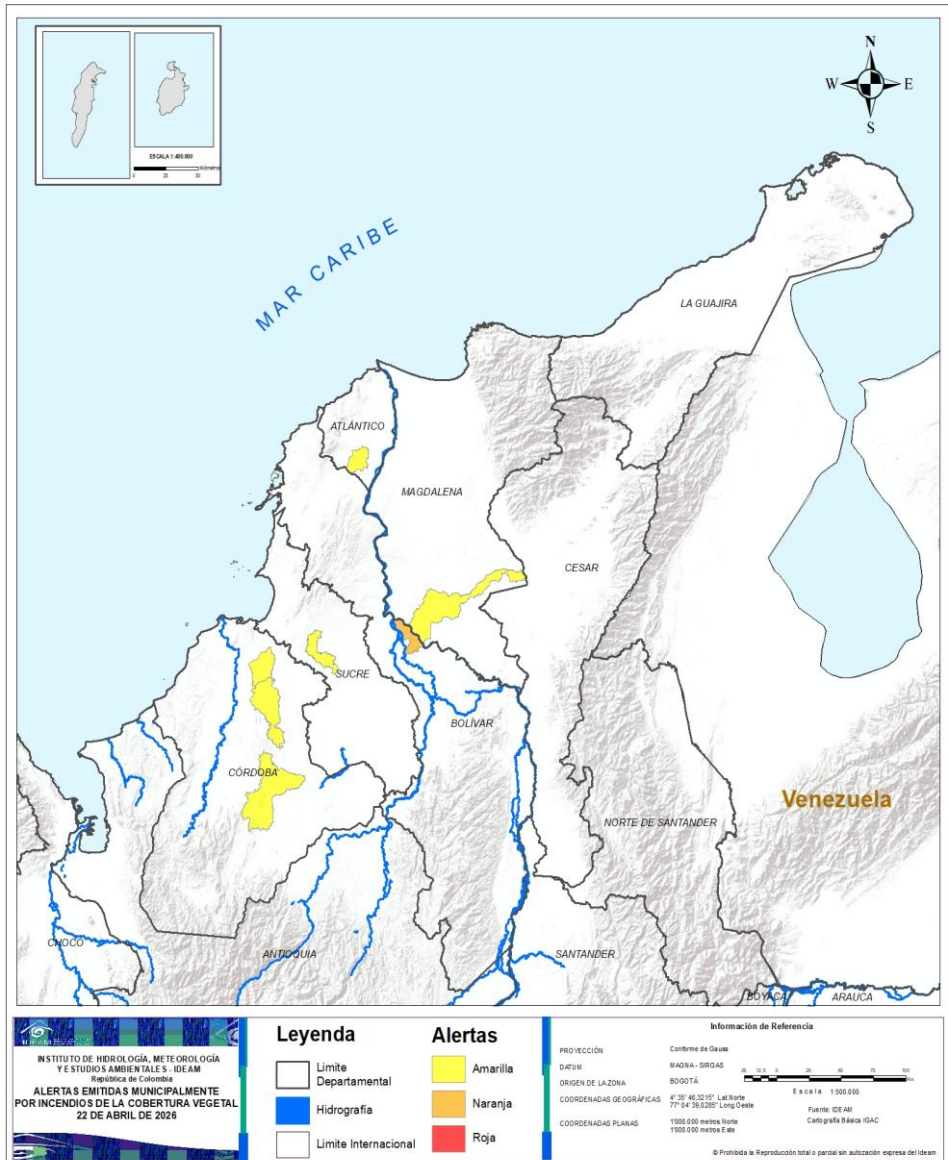 ESCALA 1:400.000
Kilómetros
N
W
E
S
MAR CARIBE
LA GUAJIRA
ATLÁNTICO
MAGDALENA
CESAR
SUCRE
BOLÍVAR
CÓRDOBA
Venezuela
NORTE DE SANTANDER
CHOCO
ANTIOQUIA
SANTANDER
BOYACÁ
ARAUCA
IDEAM
INSTITUTO DE HIDROLOGÍA, METEOROLOGÍA
Y ESTUDIOS AMBIENTALES - IDEAM
República de Colombia
ALERTAS EMITIDAS MUNICIPALMENTE
POR INCENDIOS DE LA COBERTURA VEGETAL
22 DE ABRIL DE 2026
Leyenda
Limite
Departamental
Hidrografía
Limite Internacional
Alertas
Amarilla
Naranja
Roja
Información de Referencia
PROYECCIÓN Conforme de Gauss
DATUM MAGNA - SIRGAS
ORIGEN DE LA ZONA BOGOTÁ
COORDENADAS GEOGRÁFICAS 4° 35' 46,3215" Lat.Norte
77° 04' 39,0285" Long.Oeste
COORDENADAS PLANAS 1'000.000 metros Norte
1'000.000 metros Este
Escala 1:500.000
Fuente: IDEAM
Cartografía Básica IGAC
© Prohibida la Reproducción total o parcial sin autozación expresa del Ideam